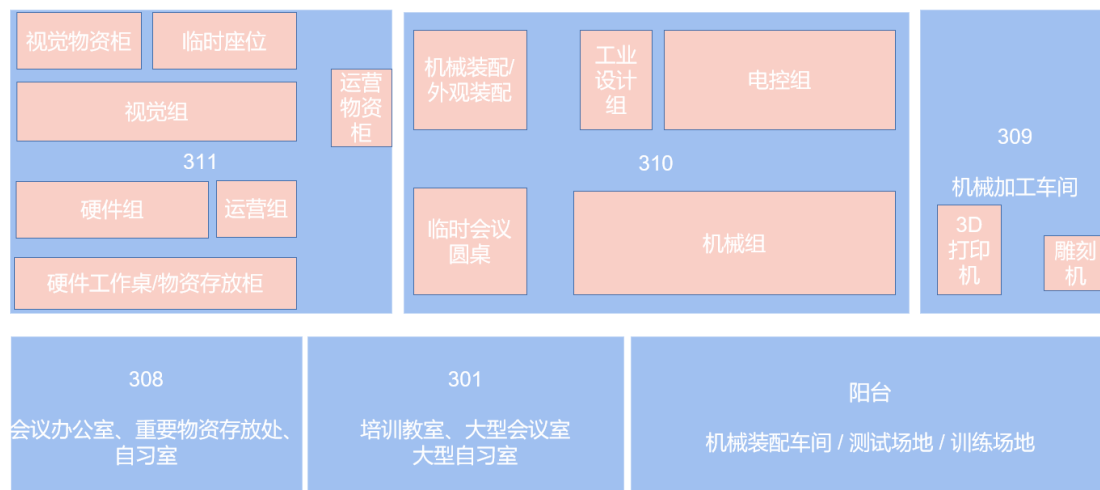 视觉物资柜
临时座位
视觉组
运营
物资
柜
311
硬件组
运营组
硬件工作桌/物资存放柜
机械装配/
外观装配
工业
设计
组
电控组
310
临时会议
圆桌
机械组
309
机械加工车间
3D
打印
机
雕刻
机
308
会议办公室、重要物资存放处、
自习室
301
培训教室、大型会议室
大型自习室
阳台
机械装配车间 / 测试场地 / 训练场地